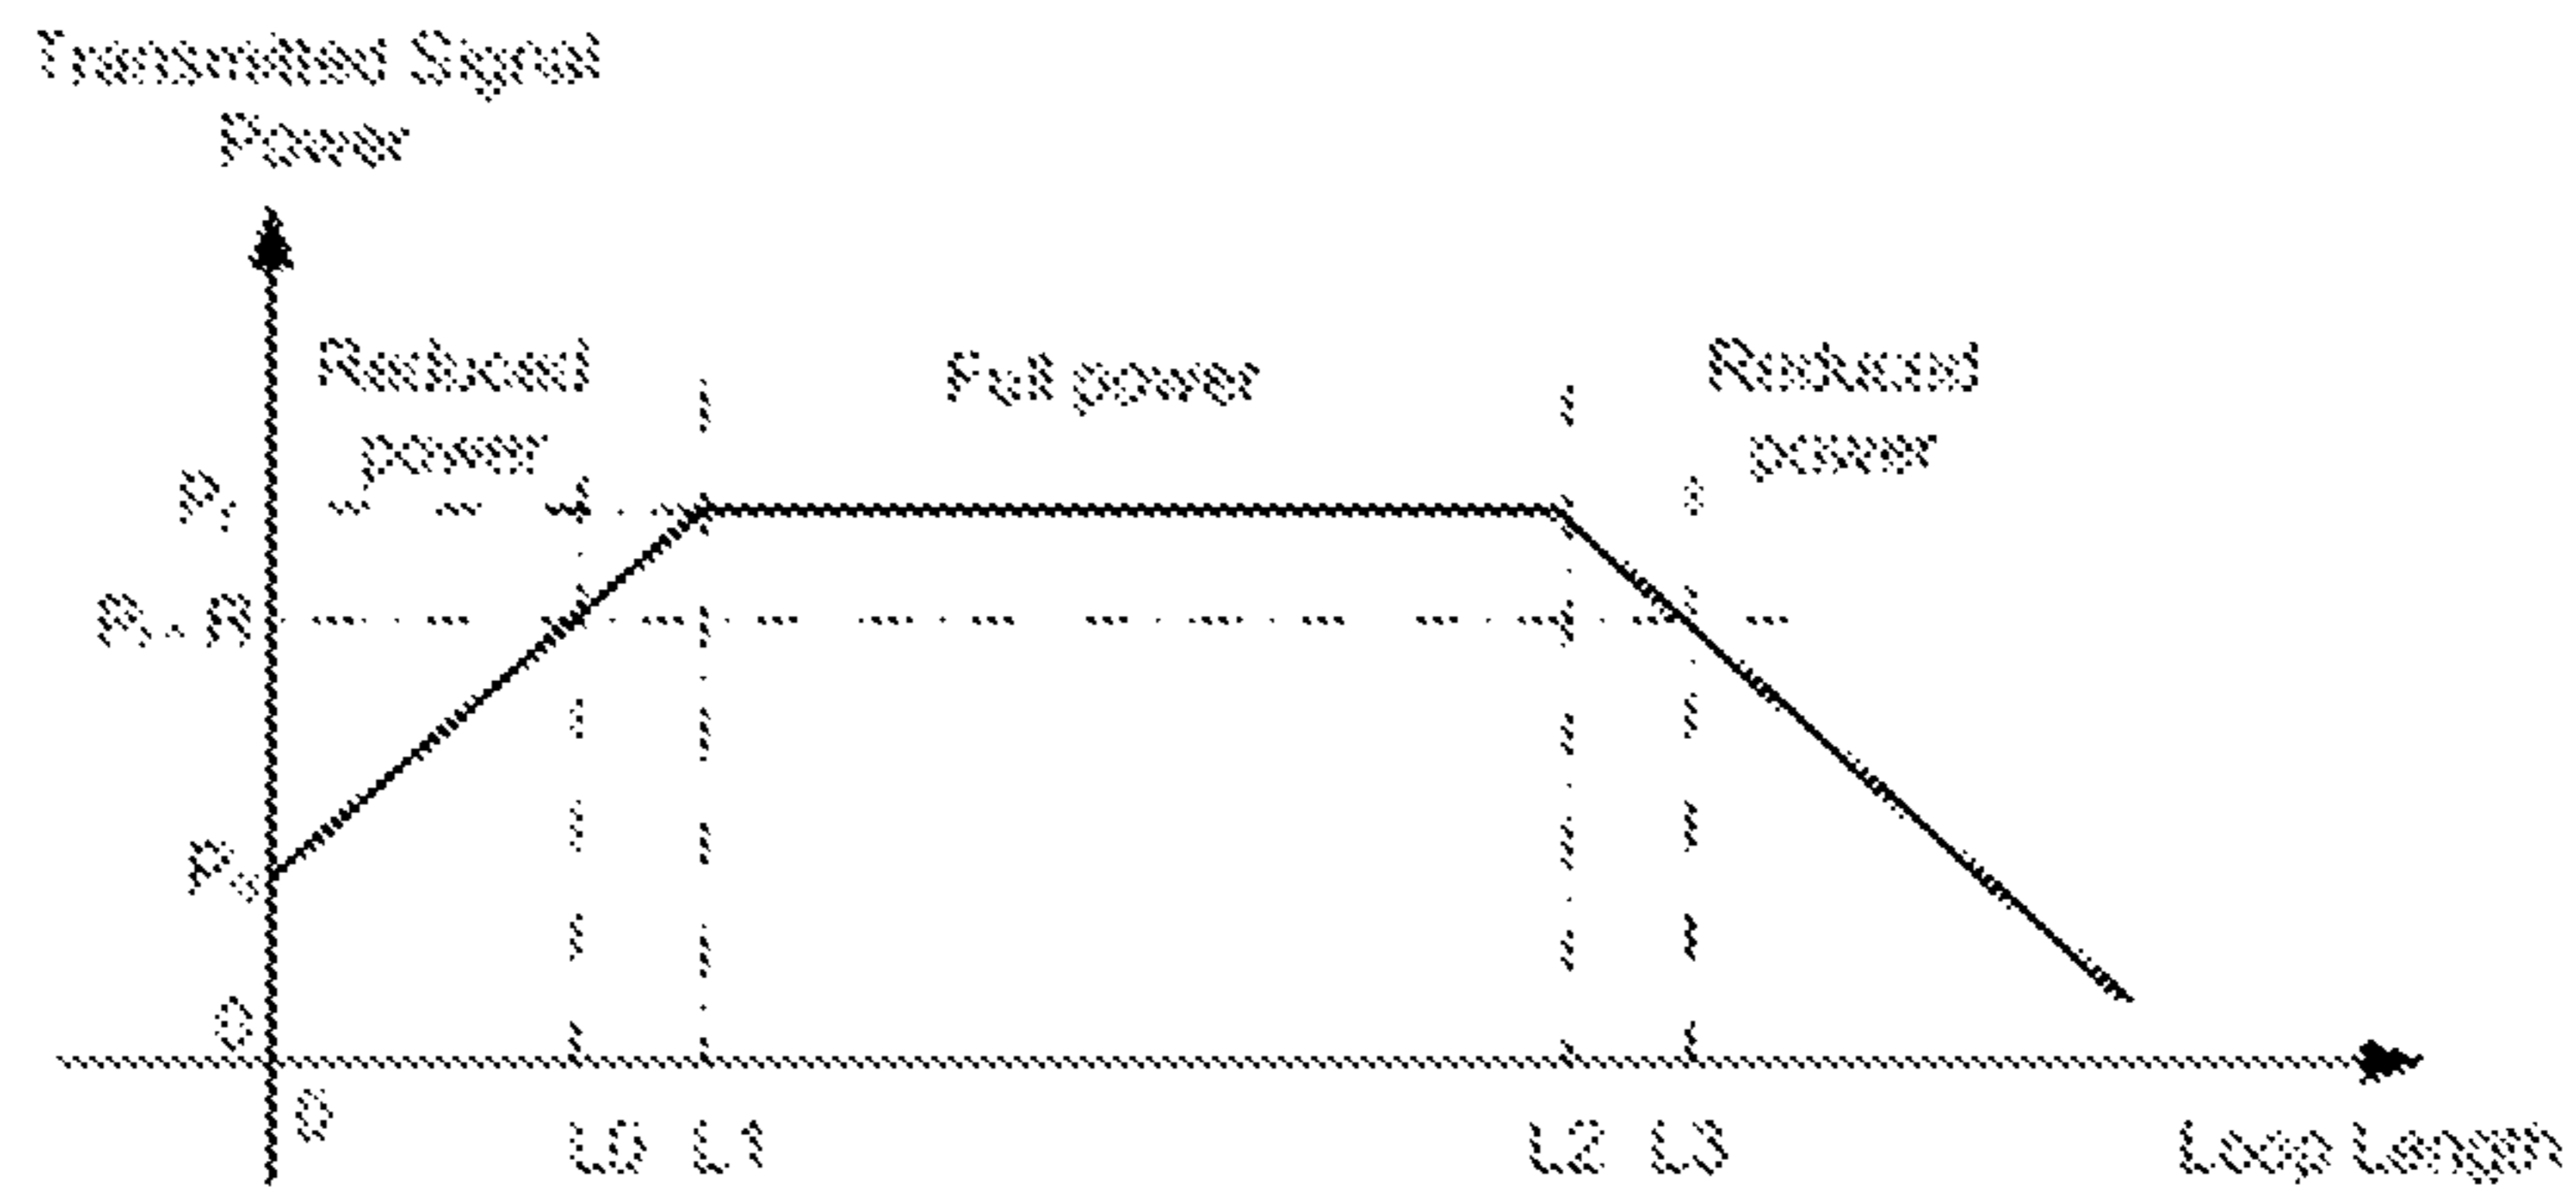 Transmitted Signal
Power
Reduced
power
Full power
Reduced
power
0
0
L0 L1
L2 L3
Loop Length